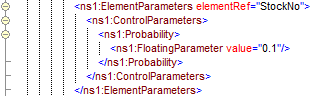 <ns1:ElementParameters elementRef="StockNo">
<ns1:ControlParameters>
<ns1:Probability>
<ns1:FloatingParameter value="0.1"/>
</ns1:Probability>
</ns1:ControlParameters>
</ns1:ElementParameters>